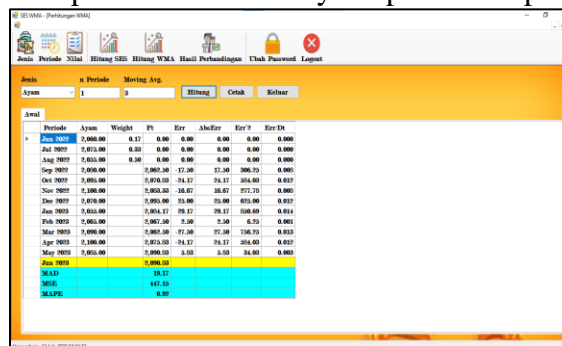 SES WMA - [Perhitungan WMA]
Jenis Periode Nilai Hitung SES Hitung WMA Hasil Perbandingan Ubah Password Logout
Jenis n Periode Moving Avg.
Ayam 1 3 Hitung Cetak Keluar
Awal
Periode Ayam Weight Ft Err AbsErr Err^2 Err/Dt
Jun 2022 2,060.00 0.17 0.00 0.00 0.00 0.00 0.000
Jul 2022 2,075.00 0.33 0.00 0.00 0.00 0.00 0.000
Aug 2022 2,055.00 0.50 0.00 0.00 0.00 0.00 0.000
Sep 2022 2,080.00 2,062.50 -17.50 17.50 306.25 0.008
Oct 2022 2,095.00 2,070.83 -24.17 24.17 584.03 0.012
Nov 2022 2,100.00 2,083.33 -16.67 16.67 277.78 0.008
Dec 2022 2,070.00 2,095.00 25.00 25.00 625.00 0.012
Jan 2023 2,055.00 2,084.17 29.17 29.17 850.69 0.014
Feb 2023 2,065.00 2,067.50 2.50 2.50 6.25 0.001
Mar 2023 2,090.00 2,062.50 -27.50 27.50 756.25 0.013
Apr 2023 2,100.00 2,075.83 -24.17 24.17 584.03 0.012
May 2023 2,085.00 2,090.83 5.83 5.83 34.03 0.003
Jun 2023 2,090.83
MAD 19.17
MSE 447.15
MAPE 0.92